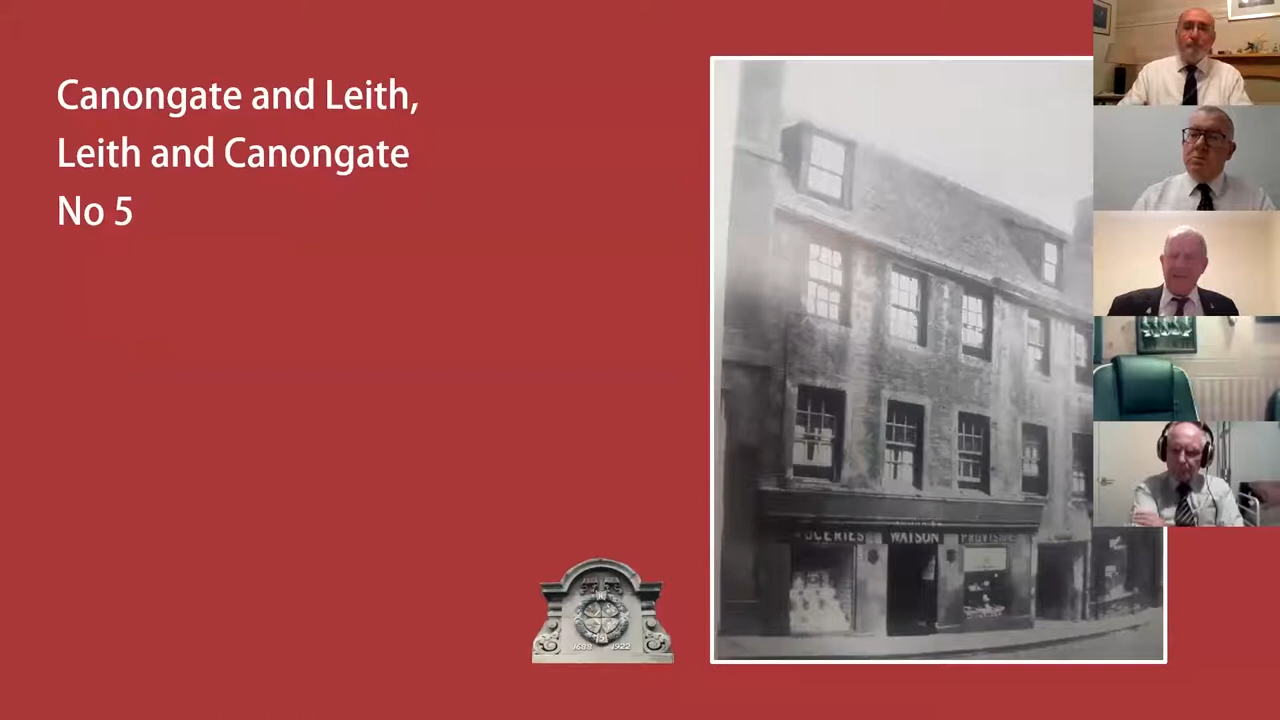 Canongate and Leith,
Leith and Canongate
No 5
WATSON
1688 1922